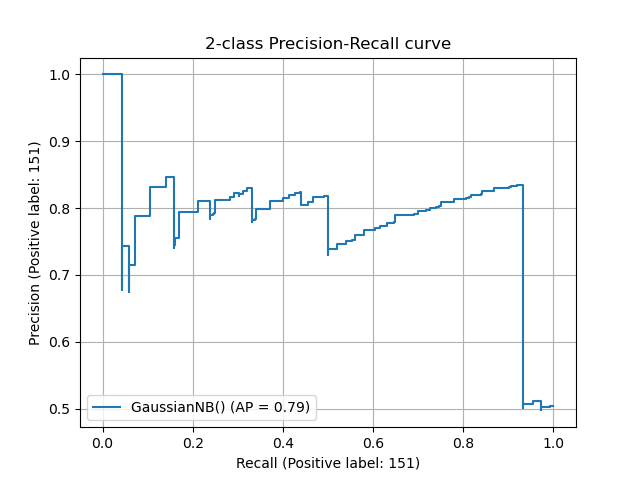 2-class Precision-Recall curve
Precision (Positive label: 151)
1.0
0.9
0.8
0.7
0.6
0.5
GaussianNB() (AP = 0.79)
0.0 0.2 0.4 0.6 0.8 1.0
Recall (Positive label: 151)